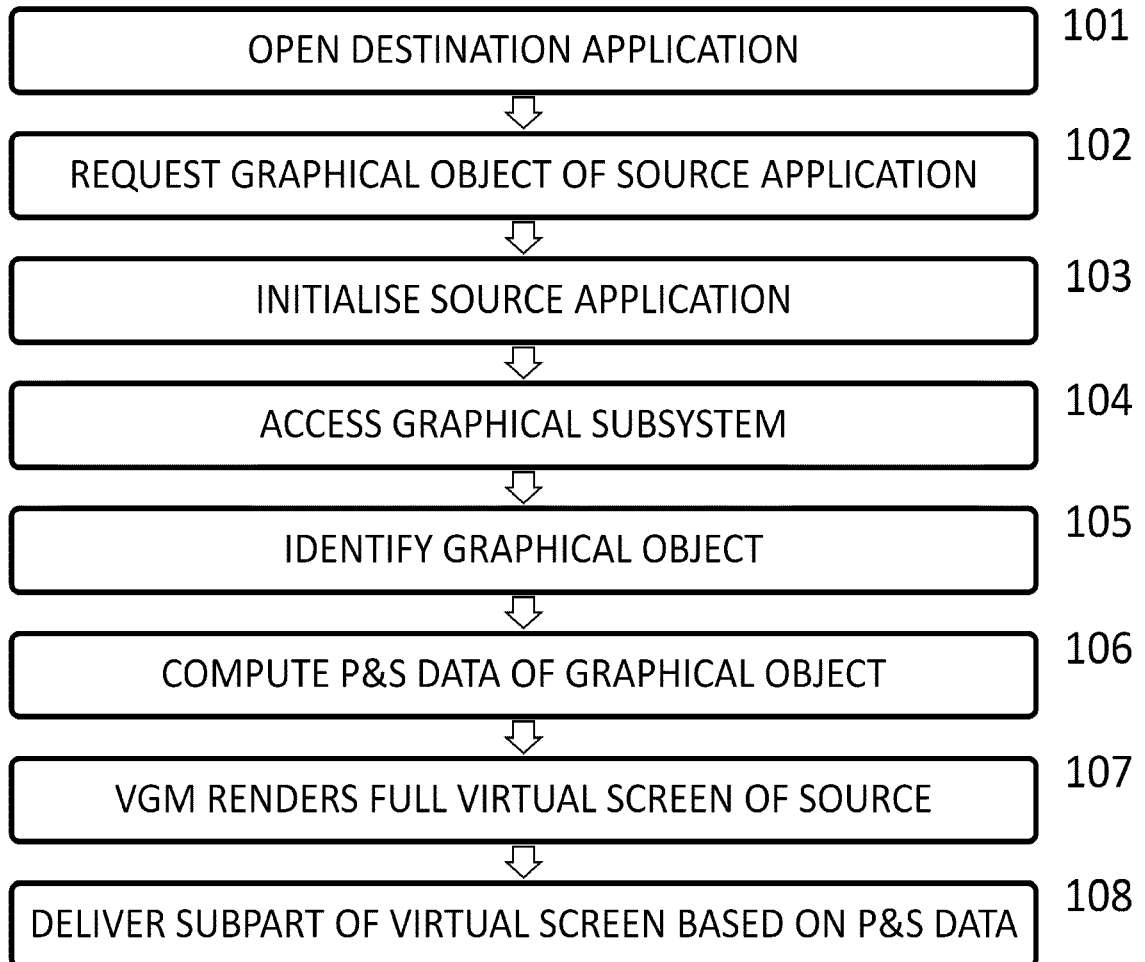 OPEN DESTINATION APPLICATION 101
REQUEST GRAPHICAL OBJECT OF SOURCE APPLICATION 102
INITIALISE SOURCE APPLICATION 103
ACCESS GRAPHICAL SUBSYSTEM 104
IDENTIFY GRAPHICAL OBJECT 105
COMPUTE P&S DATA OF GRAPHICAL OBJECT 106
VGM RENDERS FULL VIRTUAL SCREEN OF SOURCE 107
DELIVER SUBPART OF VIRTUAL SCREEN BASED ON P&S DATA 108